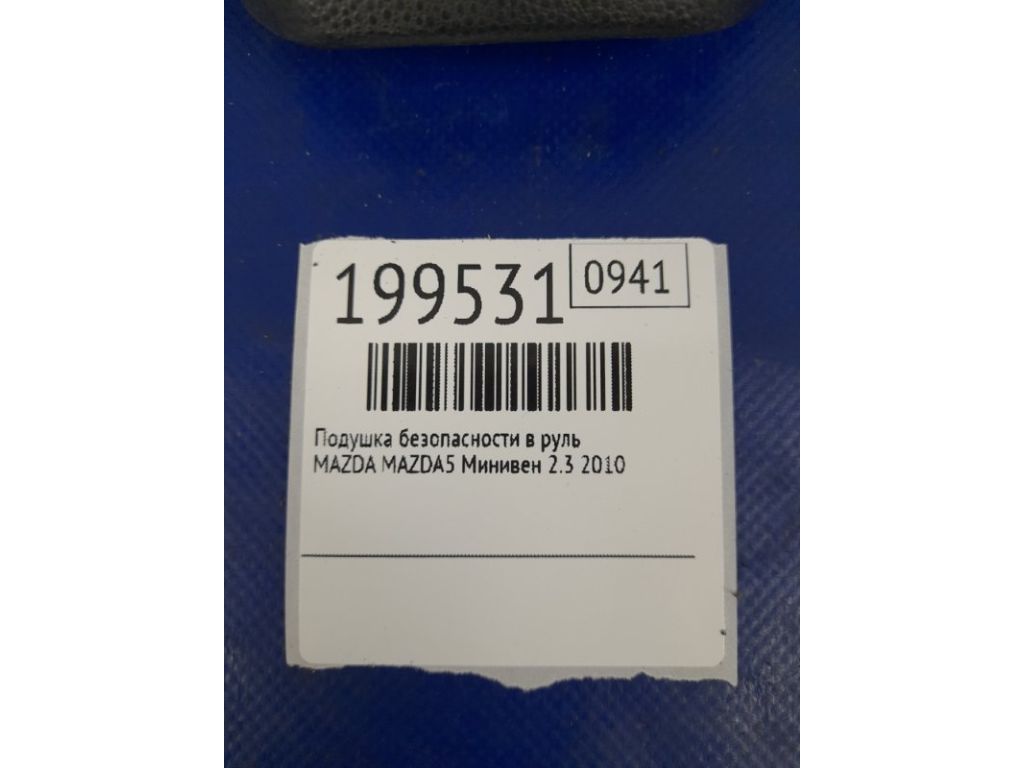 199531
0941
Подушка безопасности в руль
MAZDA MAZDA5 Минивен 2.3 2010